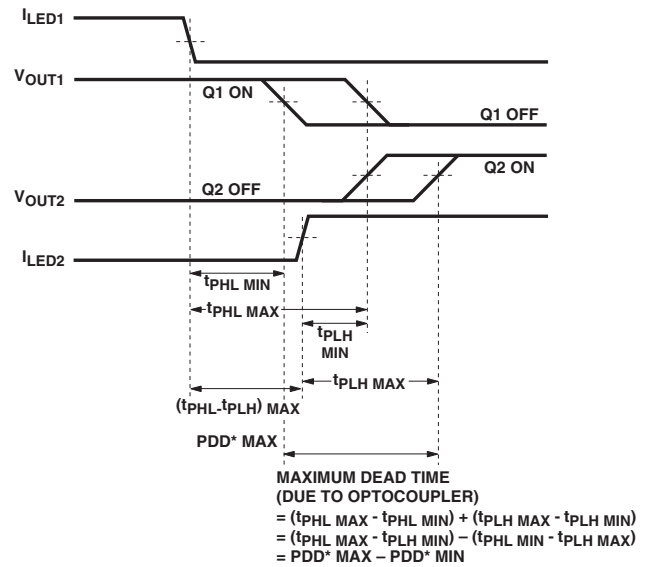 ILED1
VOUT1
Q1 ON
Q1 OFF
Q2 ON
Q2 OFF
VOUT2
ILED2
tPHL MIN
tPHL MAX
tPLH
MIN
tPLH MAX
(tPHL-tPLH) MAX
PDD* MAX
MAXIMUM DEAD TIME
(DUE TO OPTOCOUPLER)
= (tPHL MAX - tPHL MIN) + (tPLH MAX - tPLH MIN)
= (tPHL MAX - tPLH MIN) – (tPHL MIN - tPLH MAX)
= PDD* MAX – PDD* MIN